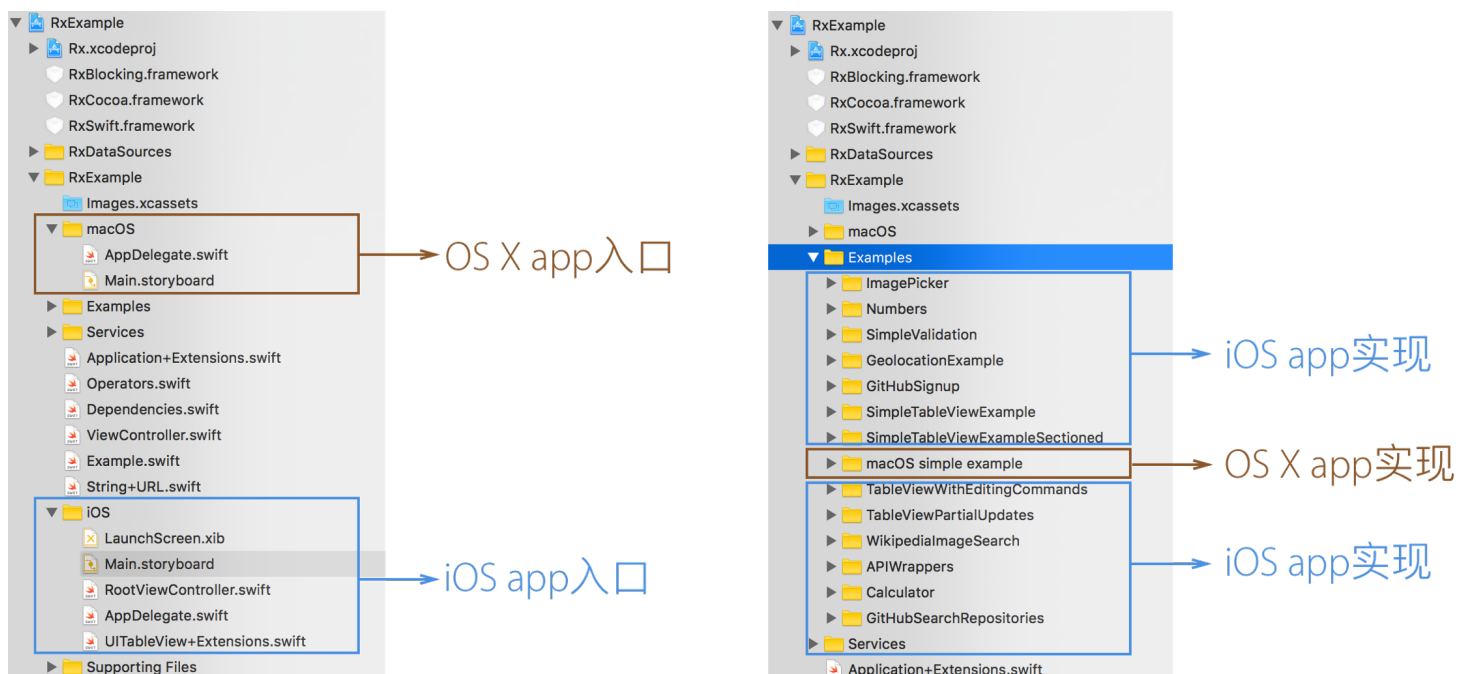 RxExample
Rx.xcodeproj
RxBlocking.framework
RxCocoa.framework
RxSwift.framework
RxDataSources
RxExample
Images.xcassets
macOS
AppDelegate.swift
Main.storyboard
Examples
Services
Application+Extensions.swift
Operators.swift
Dependencies.swift
ViewController.swift
Example.swift
String+URL.swift
iOS
LaunchScreen.xib
Main.storyboard
RootViewController.swift
AppDelegate.swift
UITableView+Extensions.swift
Supporting Files
OS X app入口
iOS app入口
RxExample
Rx.xcodeproj
RxBlocking.framework
RxCocoa.framework
RxSwift.framework
RxDataSources
RxExample
Images.xcassets
macOS
Examples
ImagePicker
Numbers
SimpleValidation
GeolocationExample
GitHubSignup
SimpleTableViewExample
SimpleTableViewExampleSectioned
macOS simple example
TableViewWithEditingCommands
TableViewPartialUpdates
WikipediaImageSearch
APIWrappers
Calculator
GitHubSearchRepositories
Services
Application+Extensions.swift
iOS app实现
OS X app实现
iOS app实现